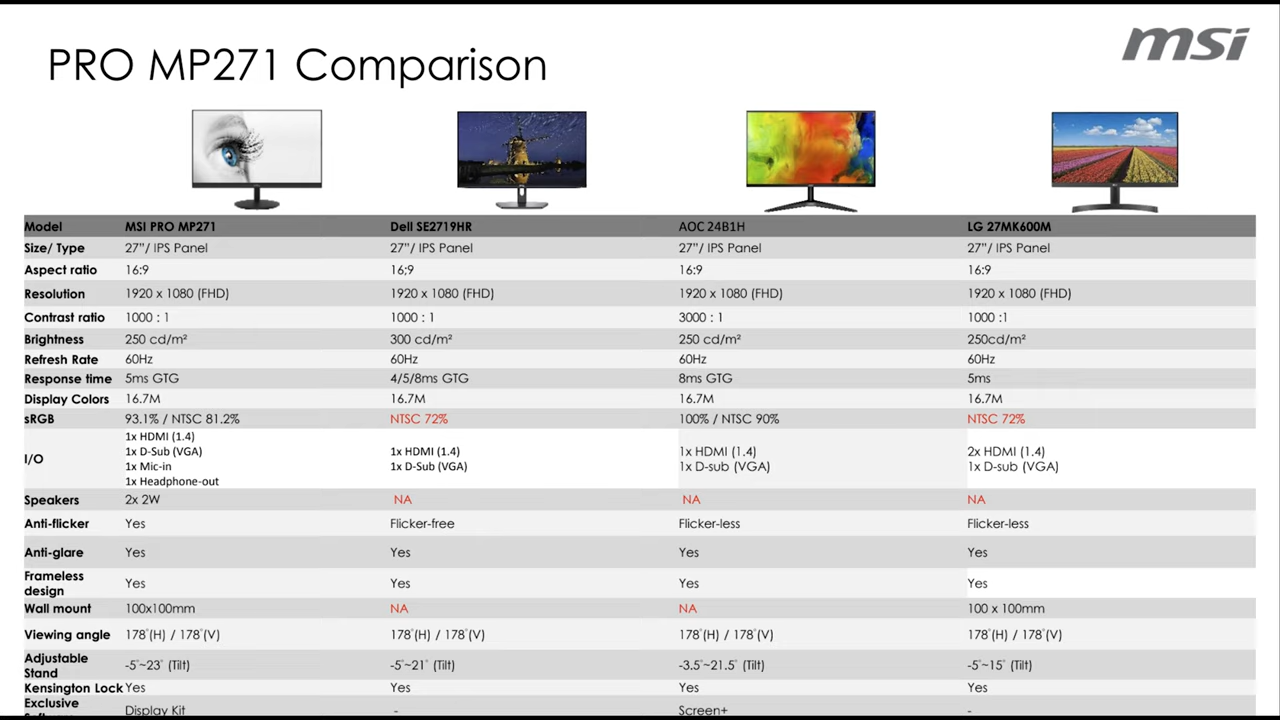 msi
PRO MP271 Comparison
Model MSI PRO MP271 Dell SE2719HR AOC 24B1H LG 27MK600M
Size/ Type 27"/ IPS Panel 27"/ IPS Panel 27"/ IPS Panel 27"/ IPS Panel
Aspect ratio 16:9 16:9 16:9 16:9
Resolution 1920 x 1080 (FHD) 1920 x 1080 (FHD) 1920 x 1080 (FHD) 1920 x 1080 (FHD)
Contrast ratio 1000 : 1 1000 : 1 3000 : 1 1000 :1
Brightness 250 cd/m² 300 cd/m² 250 cd/m² 250cd/m²
Refresh Rate 60Hz 60Hz 60Hz 60Hz
Response time 5ms GTG 4/5/8ms GTG 8ms GTG 5ms
Display Colors 16.7M 16.7M 16.7M 16.7M
sRGB 93.1% / NTSC 81.2% NTSC 72% 100% / NTSC 90% NTSC 72%
I/O
1x HDMI (1.4)
1x D-Sub (VGA)
1x Mic-in
1x Headphone-out
1x HDMI (1.4)
1x D-Sub (VGA)
1x HDMI (1.4)
1x D-sub (VGA)
2x HDMI (1.4)
1x D-sub (VGA)
Speakers 2x 2W NA NA NA
Anti-flicker Yes Flicker-free Flicker-less Flicker-less
Anti-glare Yes Yes Yes Yes
Frameless
design Yes Yes Yes Yes
Wall mount 100x100mm NA NA 100 x 100mm
Viewing angle 178°(H) / 178°(V) 178°(H) / 178°(V) 178°(H) / 178°(V) 178°(H) / 178°(V)
Adjustable
Stand -5°~23° (Tilt) -5°~21° (Tilt) -3.5°~21.5° (Tilt) -5°~15° (Tilt)
Kensington Lock Yes Yes Yes Yes
Exclusive
Display Kit - Screen+ -